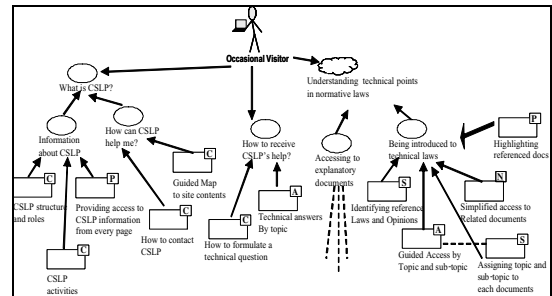 Occasional Visitor
What is CSLP?
Understanding technical points
in normative laws
Information
about CSLP
How can CSLP
help me?
How to receive
CSLP's help?
Accessing to
explanatory
documents
Being introduced to
technical laws
P
Highlighting
referenced docs
C
CSLP structure
and roles
P
Providing access to
CSLP information
from every page
C
Guided Map
to site contents
C
How to contact
CSLP
A
Technical answers
By topic
C
How to formulate a
technical question
S
Identifying reference
Laws and Opinions
N
Simplified access to
Related documents
A
Guided Access by
Topic and sub-topic
S
Assigning topic and
sub-topic to
each documents
C
CSLP
activities